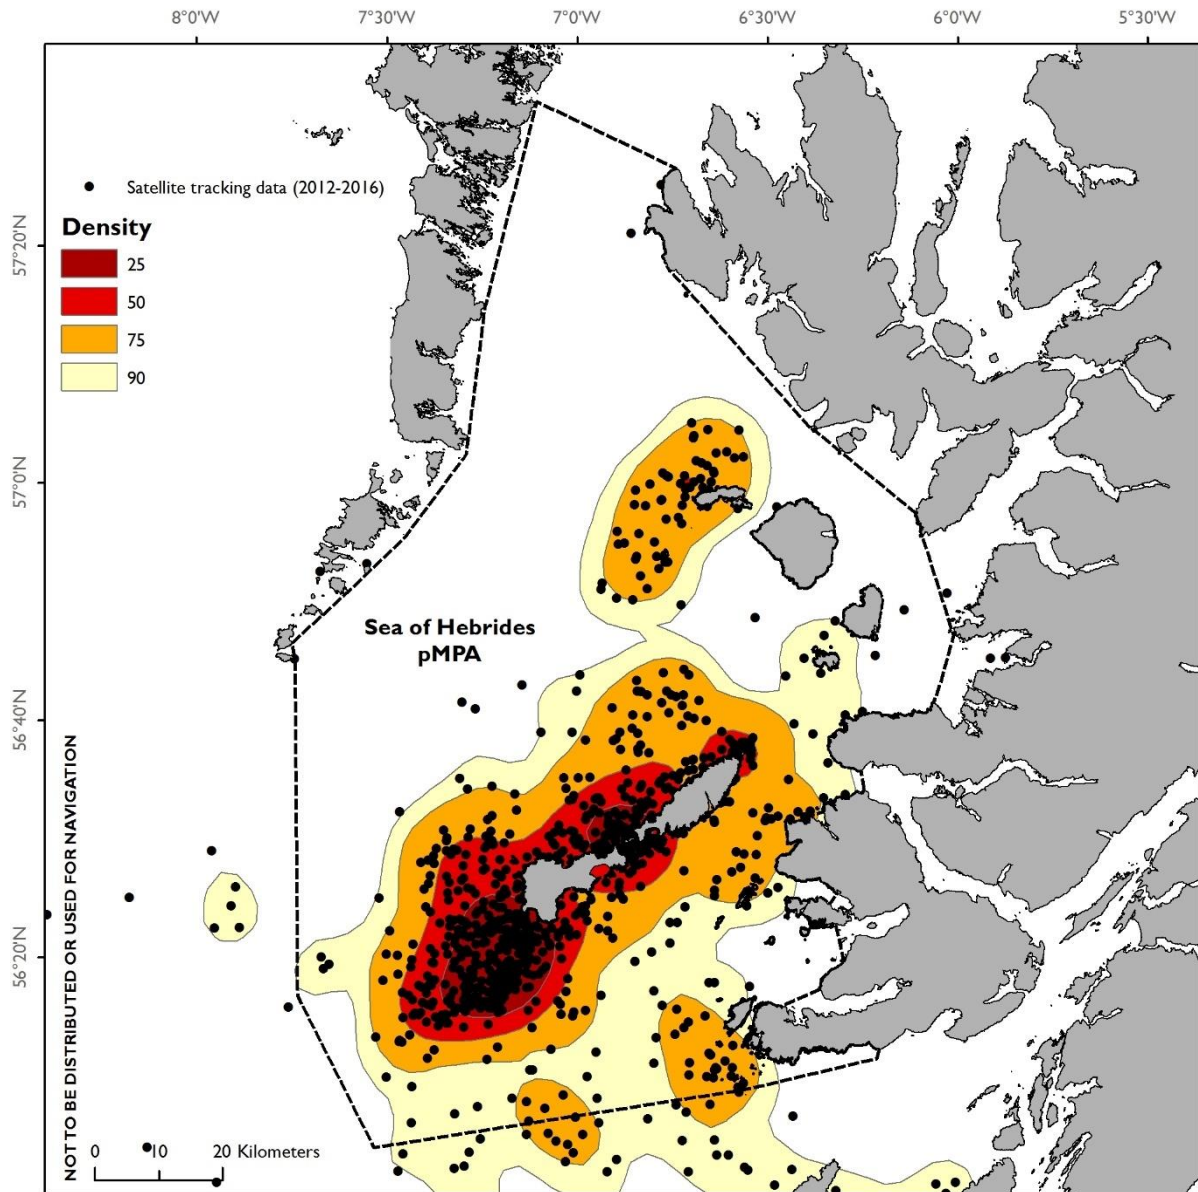 8°0'W 7°30'W 7°0'W 6°30'W 6°0'W 5°30'W
Satellite tracking data (2012-2016)
Density
25
50
75
90
57°20'N
57°0'N
56°40'N
56°20'N
Sea of Hebrides
pMPA
NOT TO BE DISTRIBUTED OR USED FOR NAVIGATION
0 10 20 Kilometers